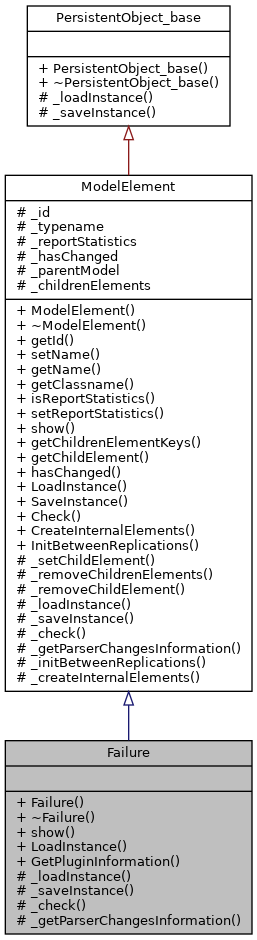 PersistentObject_base
+ PersistentObject_base()
+ ~PersistentObject_base()
# _loadInstance()
# _saveInstance()
ModelElement
# _id
# _typename
# _reportStatistics
# _hasChanged
# _parentModel
# _childrenElements
+ ModelElement()
+ ~ModelElement()
+ getId()
+ setName()
+ getName()
+ getClassname()
+ isReportStatistics()
+ setReportStatistics()
+ show()
+ getChildrenElementKeys()
+ getChildElement()
+ hasChanged()
+ LoadInstance()
+ SaveInstance()
+ Check()
+ CreateInternalElements()
+ InitBetweenReplications()
# _setChildElement()
# _removeChildrenElements()
# _removeChildElement()
# _loadInstance()
# _saveInstance()
# _check()
# _getParserChangesInformation()
# _initBetweenReplications()
# _createInternalElements()
Failure
+ Failure()
+ ~Failure()
+ show()
+ LoadInstance()
+ GetPluginInformation()
# _loadInstance()
# _saveInstance()
# _check()
# _getParserChangesInformation()